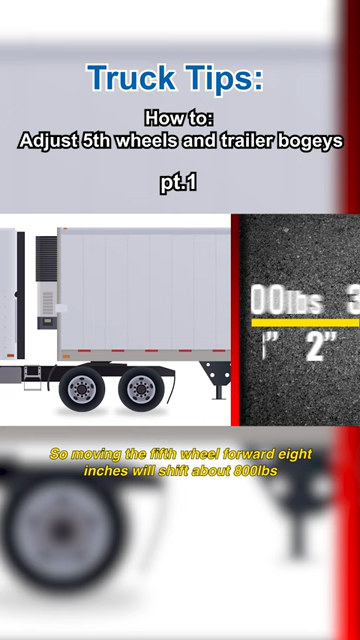 Truck Tips:
How to:
Adjust 5th wheels and trailer bogeys
pt.1
00lbs 3
1" 2"
So moving the fifth wheel forward eight
inches will shift about 800lbs